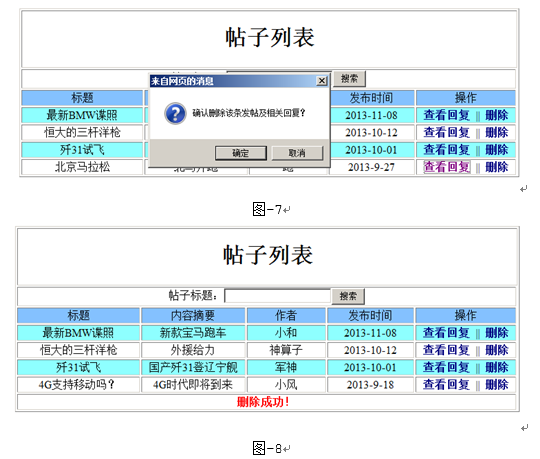 帖子列表
搜索
来自网页的消息
确认删除该条发帖及相关回复？
确定 取消
标题 发布时间 操作
最新BMW谍照 2013-11-08 查看回复 || 删除
恒大的三杆洋枪 2013-10-12 查看回复 || 删除
歼31试飞 2013-10-01 查看回复 || 删除
北京马拉松 2013-9-27 查看回复 || 删除
图-7
帖子列表
帖子标题： 搜索
标题 内容摘要 作者 发布时间 操作
最新BMW谍照 新款宝马跑车 小和 2013-11-08 查看回复 || 删除
恒大的三杆洋枪 外援给力 神算子 2013-10-12 查看回复 || 删除
歼31试飞 国产歼31登辽宁舰 军神 2013-10-01 查看回复 || 删除
4G支持移动吗？ 4G时代即将到来 小风 2013-9-18 查看回复 || 删除
删除成功！
图-8